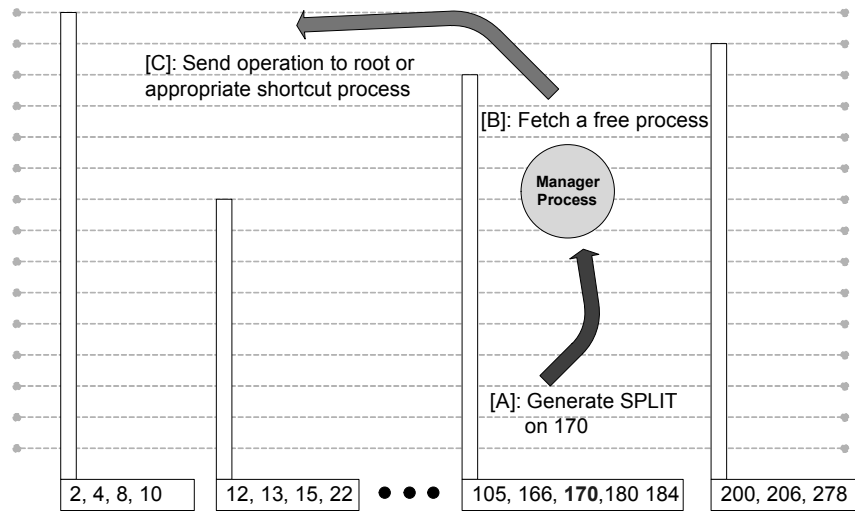 [C]: Send operation to root or
appropriate shortcut process
[B]: Fetch a free process
Manager
Process
[A]: Generate SPLIT
on 170
2, 4, 8, 10
12, 13, 15, 22
105, 166, 170,180 184
200, 206, 278